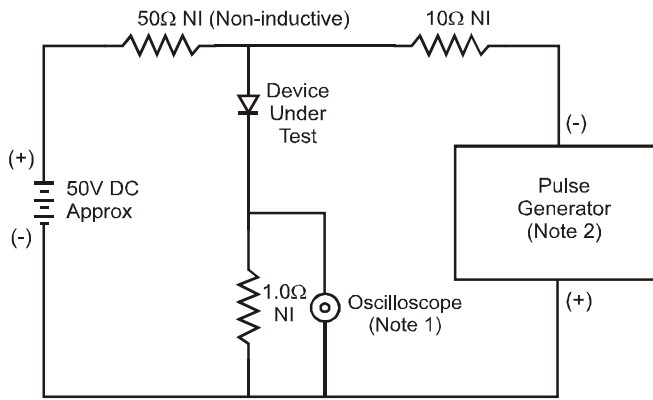 50Ω NI (Non-inductive)
10Ω NI
Device
Under
Test
(-)
(+)
50V DC
Approx
(-)
Pulse
Generator
(Note 2)
1.0Ω
NI
Oscilloscope
(Note 1)
(+)